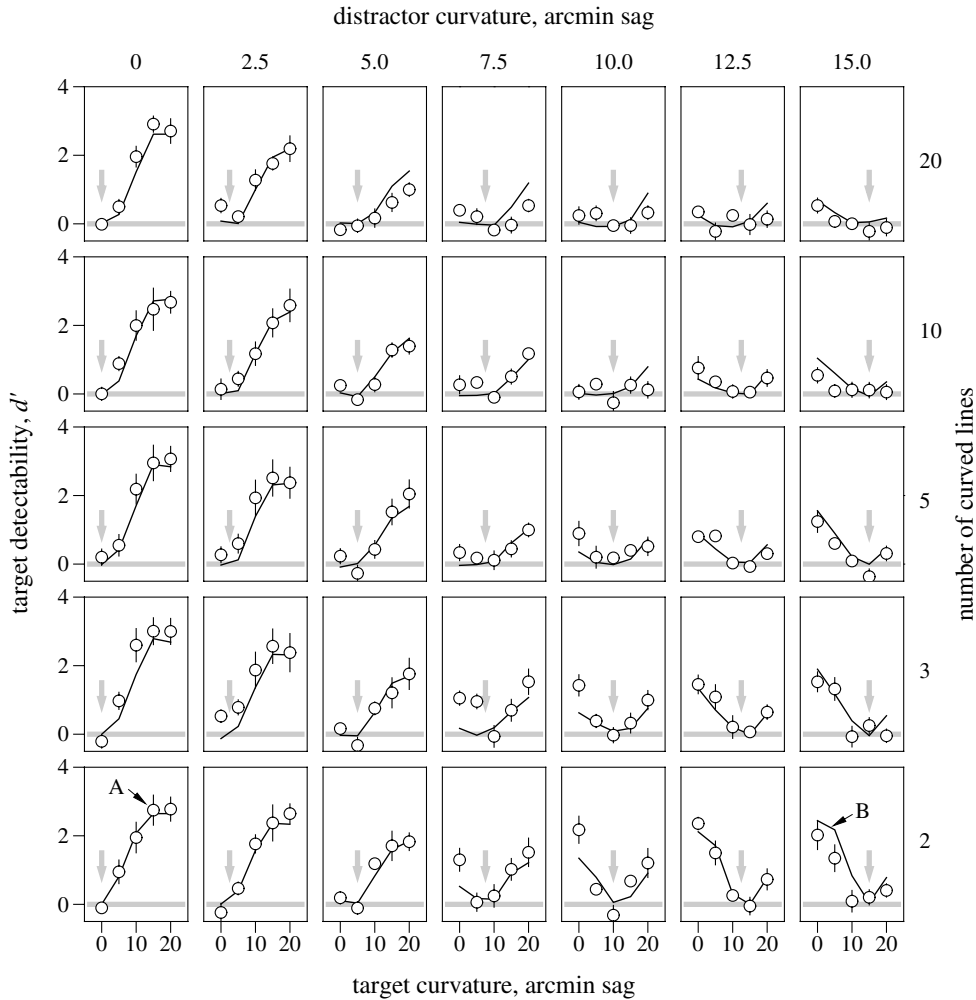 distractor curvature, arcmin sag
0 2.5 5.0 7.5 10.0 12.5 15.0
4
2
0
20
4
2
0
10
4
2
0
5
4
2
0
3
4
2
0
2
A
B
target detectability, d'
number of curved lines
0 10 20 0 10 20 0 10 20 0 10 20 0 10 20 0 10 20 0 10 20
target curvature, arcmin sag